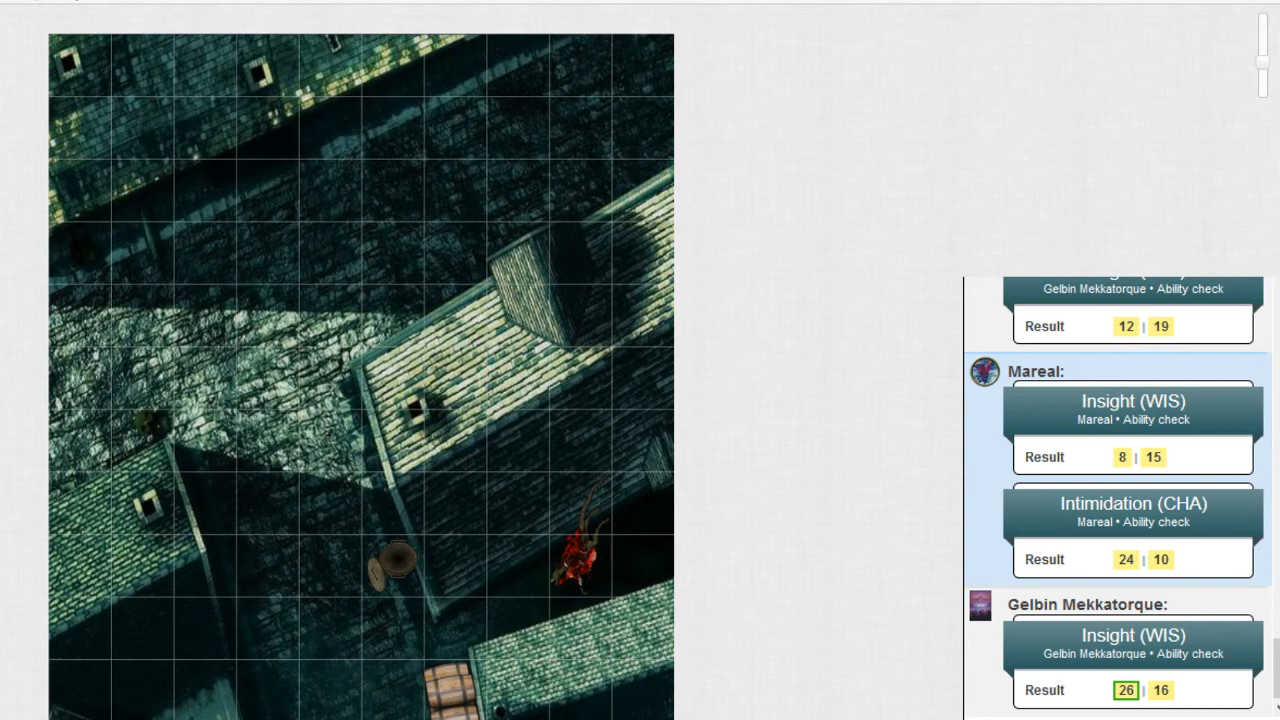 Gelbin Mekkatorque • Ability check
Result 12 | 19
Mareal:
Insight (WIS)
Mareal • Ability check
Result 8 | 15
Intimidation (CHA)
Mareal • Ability check
Result 24 | 10
Gelbin Mekkatorque:
Insight (WIS)
Gelbin Mekkatorque • Ability check
Result 26 | 16